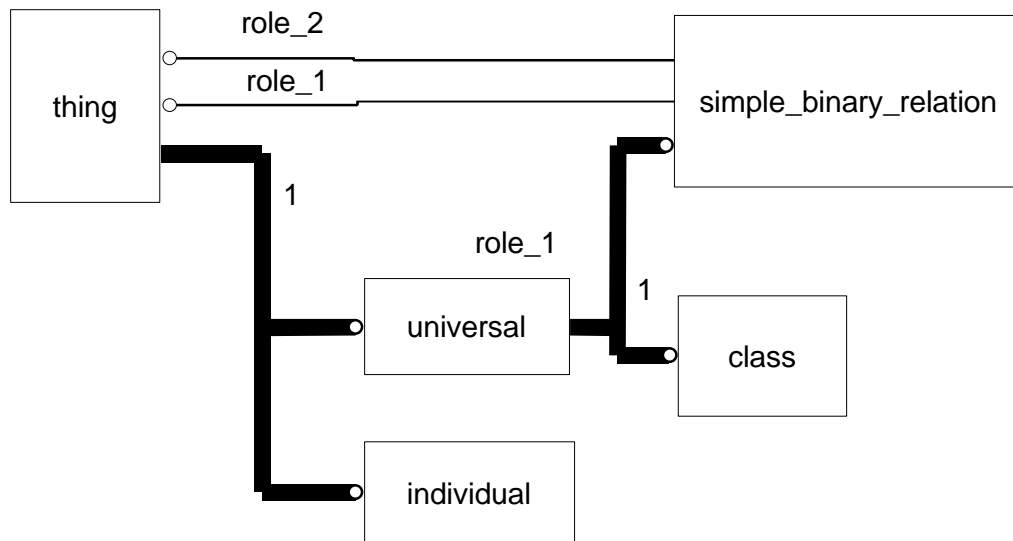 role_2
role_1
thing
simple_binary_relation
1
role_1
1
universal
class
individual